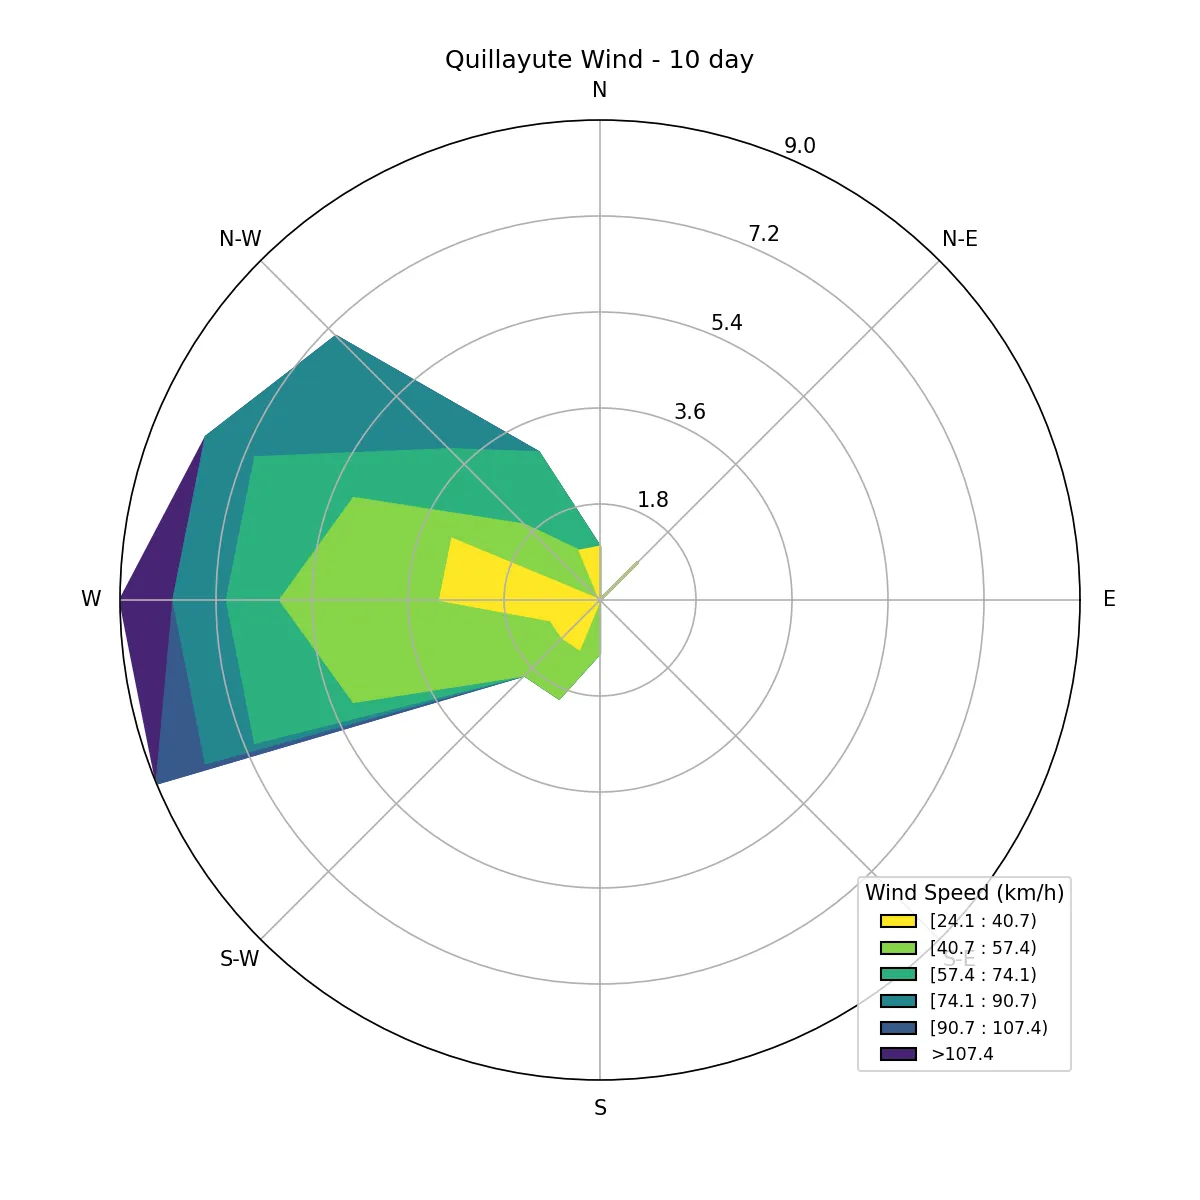 Quillayute Wind - 10 day
N
9.0
N-W
7.2
N-E
5.4
3.6
1.8
W
E
S-W
S-E
S
Wind Speed (km/h)
[24.1 : 40.7)
[40.7 : 57.4)
[57.4 : 74.1)
[74.1 : 90.7)
[90.7 : 107.4)
>107.4